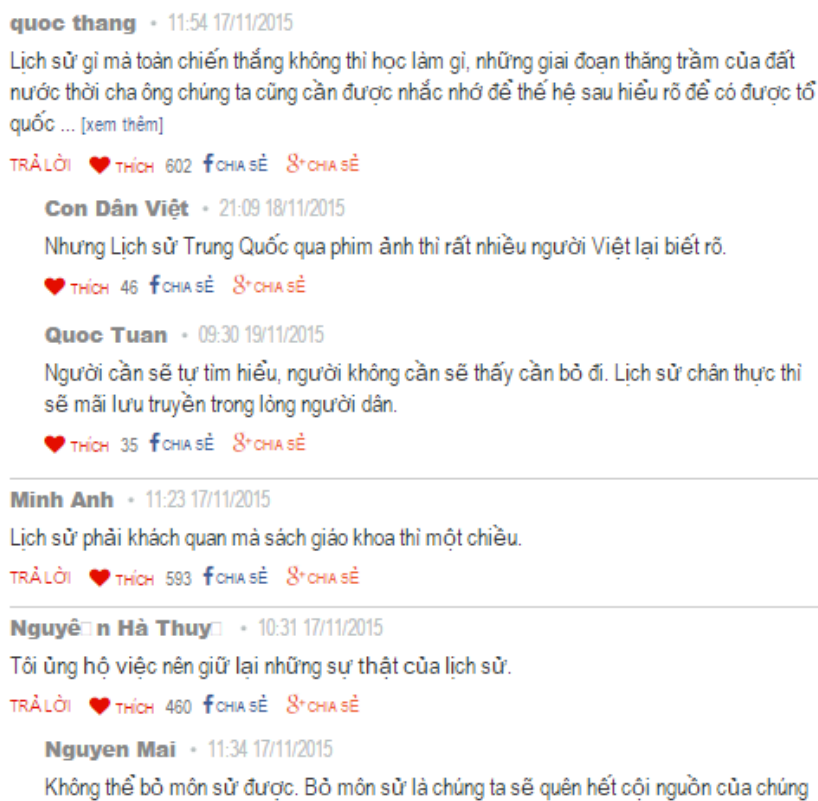 quoc thang • 11:54 17/11/2015
Lịch sử gì mà toàn chiến thắng không thì học làm gì, những giai đoạn thăng trầm của đất
nước thời cha ông chúng ta cũng cần được nhắc nhớ để thế hệ sau hiểu rõ để có được tổ
quốc ... [xem thêm]
TRẢ LỜI THÍCH 602 f CHIA SẺ 8+ CHIA SẺ
Con Dân Việt • 21:09 18/11/2015
Nhưng Lịch sử Trung Quốc qua phim ảnh thì rất nhiều người Việt lại biết rõ.
THÍCH 46 f CHIA SẺ 8+ CHIA SẺ
Quoc Tuan • 09:30 19/11/2015
Người cần sẽ tự tìm hiểu, người không cần sẽ thấy cần bỏ đi. Lịch sử chân thực thì
sẽ mãi lưu truyền trong lòng người dân.
THÍCH 35 f CHIA SẺ 8+ CHIA SẺ
Minh Anh • 11:23 17/11/2015
Lịch sử phải khách quan mà sách giáo khoa thì một chiều.
TRẢ LỜI THÍCH 593 f CHIA SẺ 8+ CHIA SẺ
Nguyê□n Hà Thuy□ • 10:31 17/11/2015
Tôi ủng hộ việc nên giữ lại những sự thật của lịch sử.
TRẢ LỜI THÍCH 460 f CHIA SẺ 8+ CHIA SẺ
Nguyen Mai • 11:34 17/11/2015
Không thể bỏ môn sử được. Bỏ môn sử là chúng ta sẽ quên hết cội nguồn của chúng